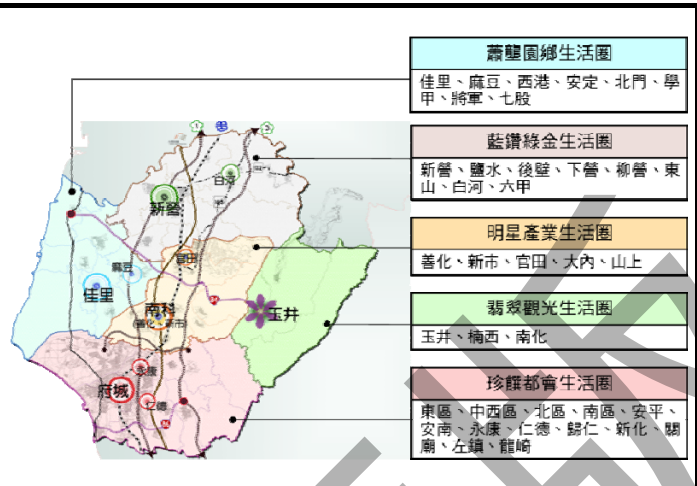 蕭壟園鄉生活圈
佳里、麻豆、西港、安定、北門、學
甲、將軍、七股
藍鑽綠金生活圈
新營、鹽水、後壁、下營、柳營、東
山、白河、六甲
明星產業生活圈
善化、新市、官田、大內、山上
翡翠觀光生活圈
玉井、楠西、南化
珍饌都會生活圈
東區、中西區、北區、南區、安平、
安南、永康、仁德、歸仁、新化、關
廟、左鎮、龍崎
1
3
白河
新營
官田
麻豆
佳里
南科
(善化、新市)
84
玉井
永康
府城
仁德
86